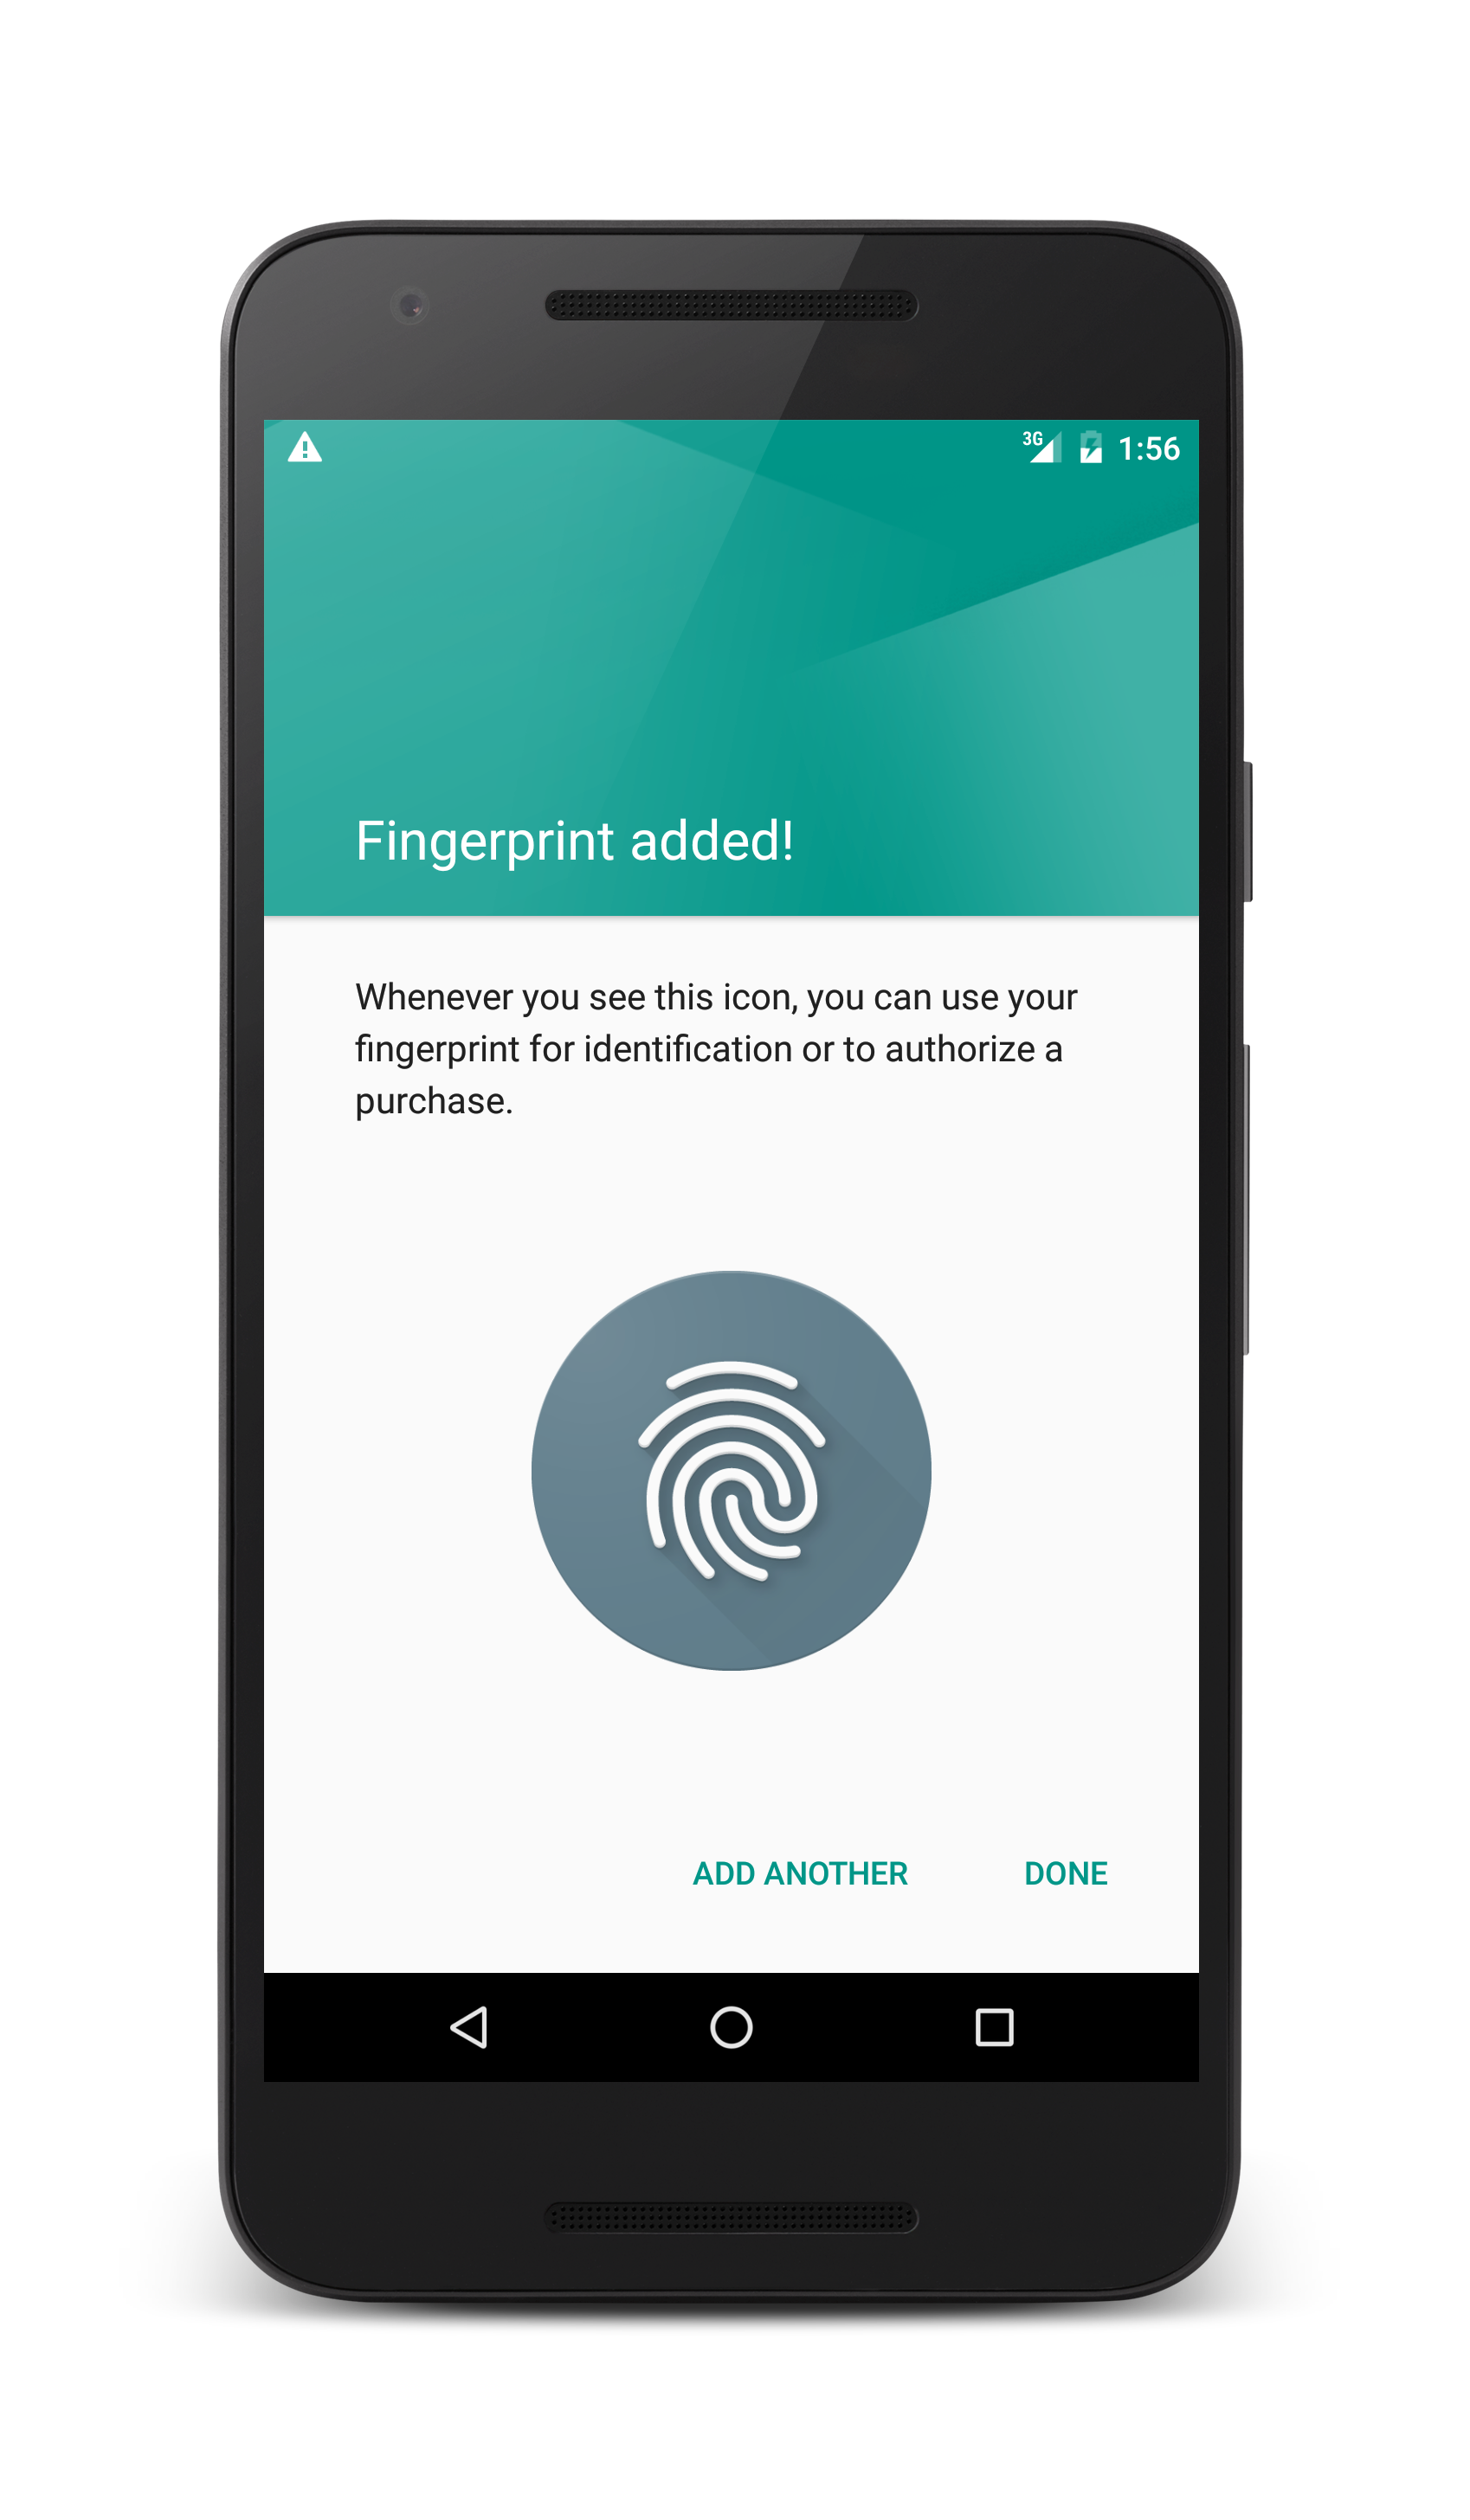 3G 1:56
Fingerprint added!
Whenever you see this icon, you can use your
fingerprint for identification or to authorize a
purchase.
ADD ANOTHER DONE